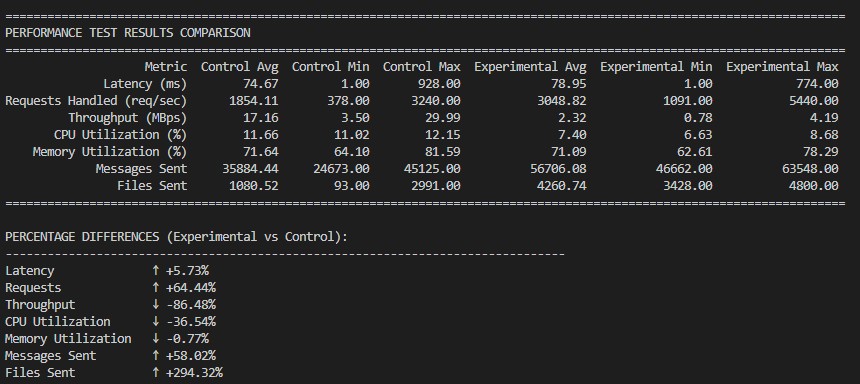 ================================================================================
PERFORMANCE TEST RESULTS COMPARISON
================================================================================
Metric Control Avg Control Min Control Max Experimental Avg Experimental Min Experimental Max
Latency (ms) 74.67 1.00 928.00 78.95 1.00 774.00
Requests Handled (req/sec) 1854.11 378.00 3240.00 3048.82 1091.00 5440.00
Throughput (MBps) 17.16 3.50 29.99 2.32 0.78 4.19
CPU Utilization (%) 11.66 11.02 12.15 7.40 6.63 8.68
Memory Utilization (%) 71.64 64.10 81.59 71.09 62.61 78.29
Messages Sent 35884.44 24673.00 45125.00 56706.08 46662.00 63548.00
Files Sent 1080.52 93.00 2991.00 4260.74 3428.00 4800.00
================================================================================
PERCENTAGE DIFFERENCES (Experimental vs Control):
--------------------------------------------------------------------------------
Latency ↑ +5.73%
Requests ↑ +64.44%
Throughput ↓ -86.48%
CPU Utilization ↓ -36.54%
Memory Utilization ↓ -0.77%
Messages Sent ↑ +58.02%
Files Sent ↑ +294.32%